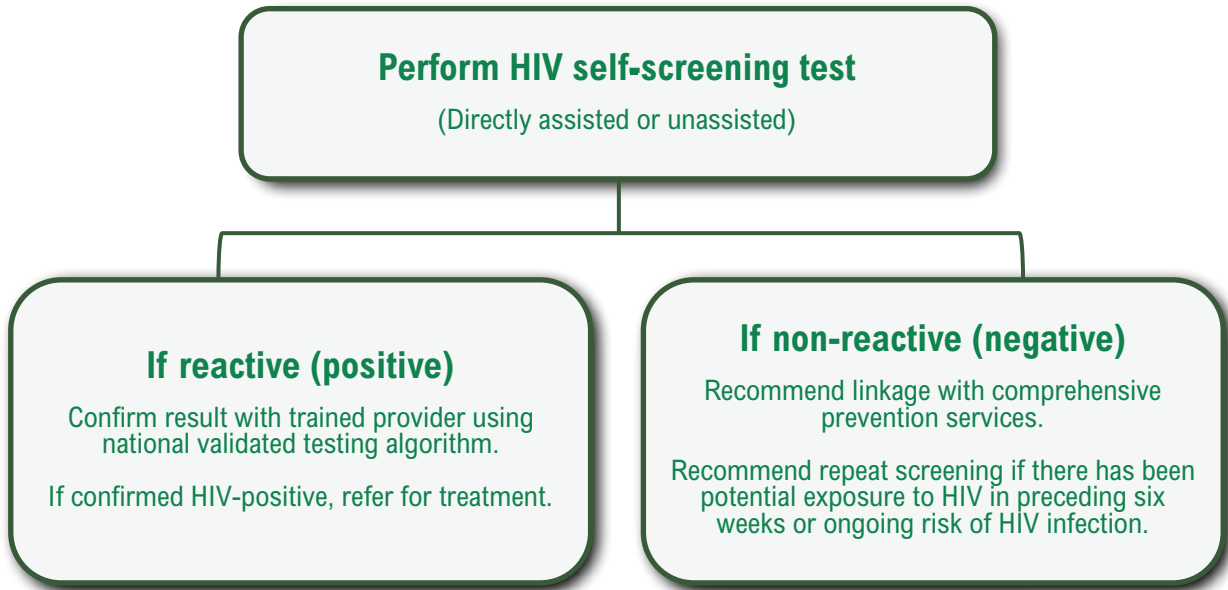 Perform HIV self-screening test
(Directly assisted or unassisted)
If reactive (positive)
Confirm result with trained provider using
national validated testing algorithm.
If confirmed HIV-positive, refer for treatment.
If non-reactive (negative)
Recommend linkage with comprehensive
prevention services.
Recommend repeat screening if there has been
potential exposure to HIV in preceding six
weeks or ongoing risk of HIV infection.